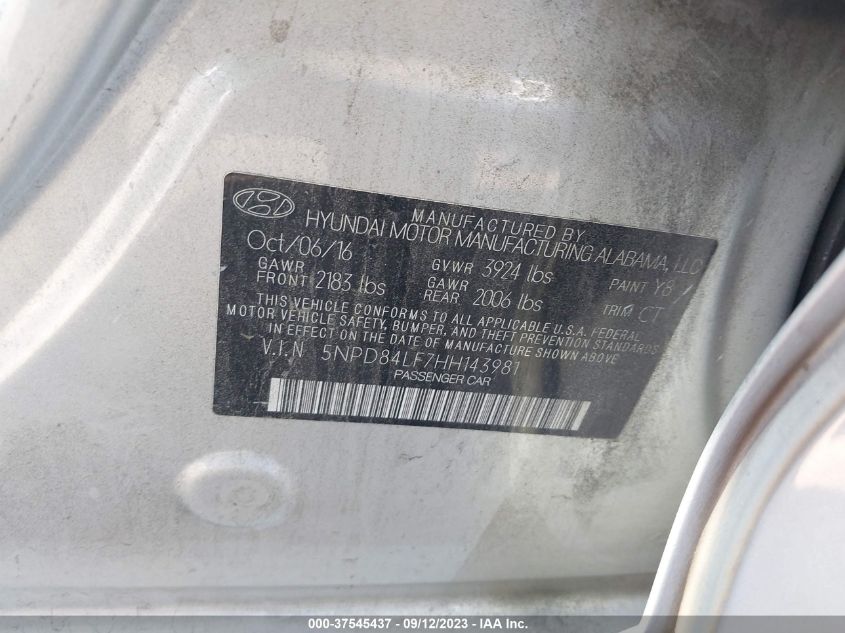 MANUFACTURED BY
HYUNDAI MOTOR MANUFACTURING ALABAMA, LLC
Oct/06/16 GVWR 3924 lbs PAINT Y8 /
GAWR FRONT 2183 lbs GAWR REAR 2006 lbs TRIM CT
THIS VEHICLE CONFORMS TO ALL APPLICABLE U.S.A. FEDERAL
MOTOR VEHICLE SAFETY, BUMPER, AND THEFT PREVENTION STANDARDS
IN EFFECT ON THE DATE OF MANUFACTURE SHOWN ABOVE
V.I.N 5NPD84LF7HH143981
PASSENGER CAR
000-37545437 - 09/12/2023 - IAA Inc.